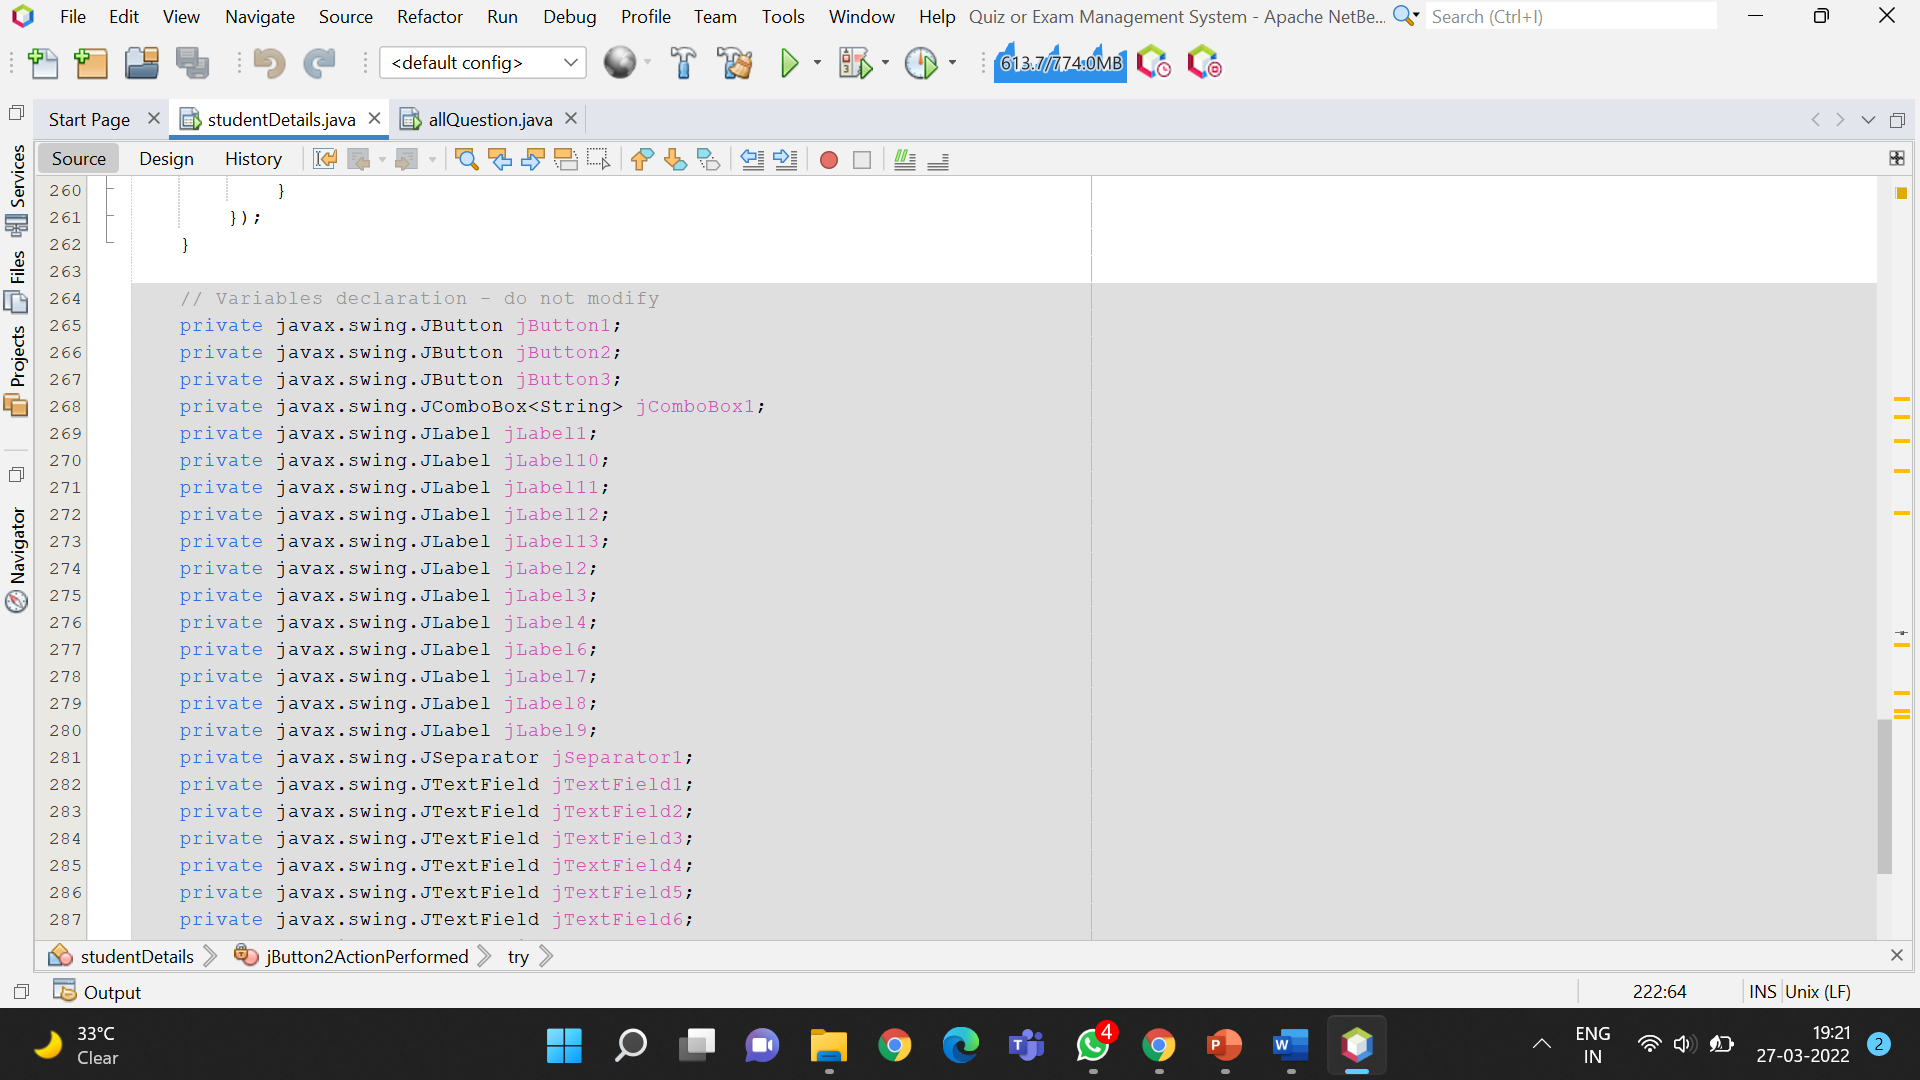 File Edit View Navigate Source Refactor Run Debug Profile Team Tools Window Help Quiz or Exam Management System - Apache NetBe... Search (Ctrl+I)
<default config> 613.7/774.0MB
Start Page studentDetails.java allQuestion.java
Source Design History
Services
Files
Projects
Navigator
260 }
261 });
262 }
263
264 // Variables declaration - do not modify
265 private javax.swing.JButton jButton1;
266 private javax.swing.JButton jButton2;
267 private javax.swing.JButton jButton3;
268 private javax.swing.JComboBox<String> jComboBox1;
269 private javax.swing.JLabel jLabel1;
270 private javax.swing.JLabel jLabel10;
271 private javax.swing.JLabel jLabel11;
272 private javax.swing.JLabel jLabel12;
273 private javax.swing.JLabel jLabel13;
274 private javax.swing.JLabel jLabel2;
275 private javax.swing.JLabel jLabel3;
276 private javax.swing.JLabel jLabel4;
277 private javax.swing.JLabel jLabel6;
278 private javax.swing.JLabel jLabel7;
279 private javax.swing.JLabel jLabel8;
280 private javax.swing.JLabel jLabel9;
281 private javax.swing.JSeparator jSeparator1;
282 private javax.swing.JTextField jTextField1;
283 private javax.swing.JTextField jTextField2;
284 private javax.swing.JTextField jTextField3;
285 private javax.swing.JTextField jTextField4;
286 private javax.swing.JTextField jTextField5;
287 private javax.swing.JTextField jTextField6;
studentDetails jButton2ActionPerformed try
Output 222:64 INS Unix (LF)
33°C
Clear
4
ENG
IN
19:21
27-03-2022
2